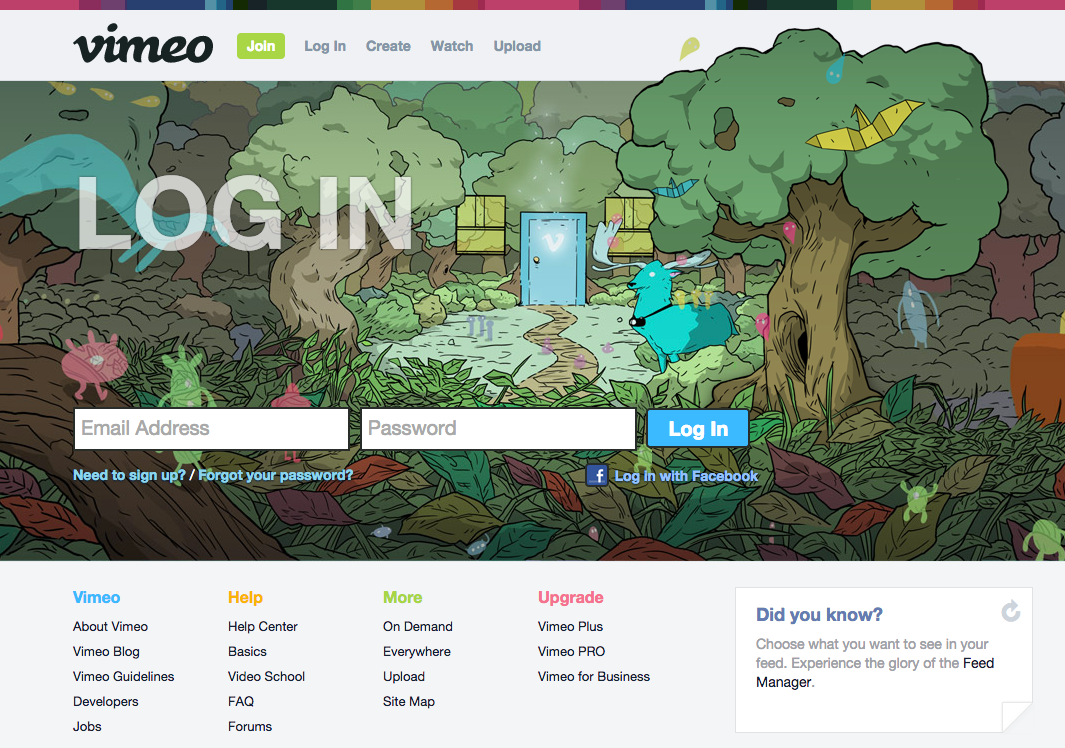 vimeo Join Log In Create Watch Upload
LOG IN
Email Address Password Log In
Need to sign up? / Forgot your password? f Log in with Facebook
Vimeo
About Vimeo
Vimeo Blog
Vimeo Guidelines
Developers
Jobs
Help
Help Center
Basics
Video School
FAQ
Forums
More
On Demand
Everywhere
Upload
Site Map
Upgrade
Vimeo Plus
Vimeo PRO
Vimeo for Business
Did you know?
Choose what you want to see in your
feed. Experience the glory of the Feed
Manager.